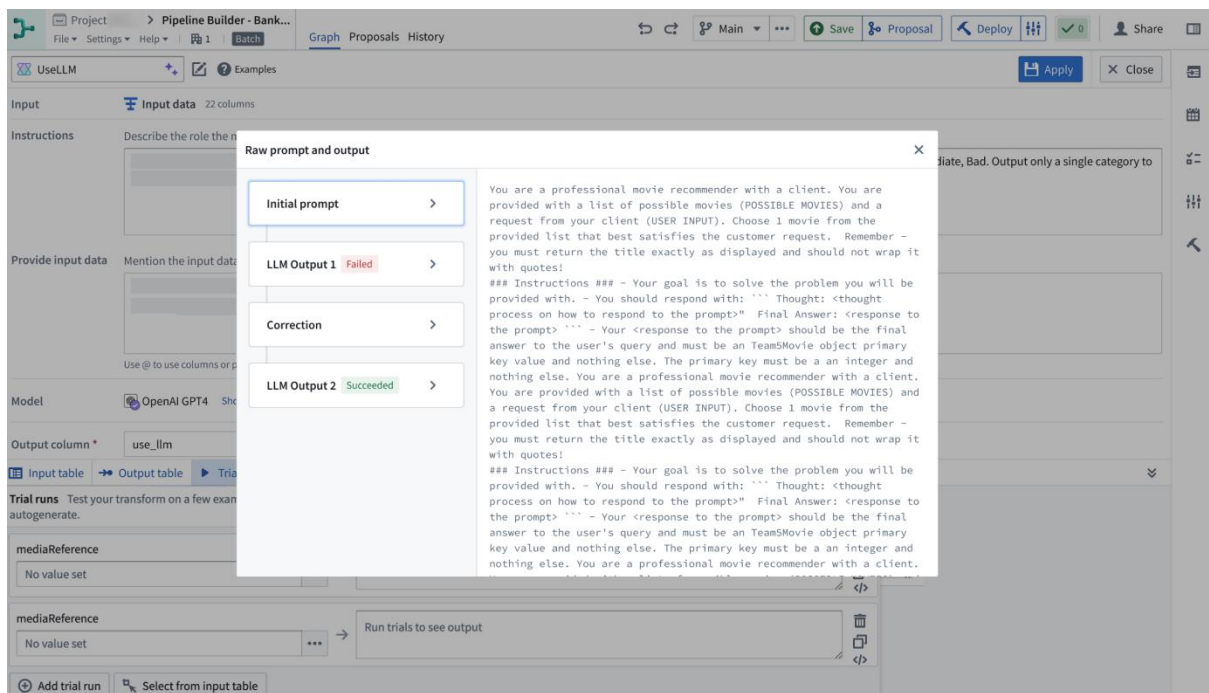 Project > Pipeline Builder - Bank...
File Settings Help 1 Batch
Graph Proposals History
Main ... Save Proposal Deploy 0 Share
UseLLM Examples
Apply Close
Input Input data 22 columns
Instructions Describe the role the
diate, Bad. Output only a single category to
Provide input data Mention the input data
Use @ to use columns or
Model OpenAI GPT4
Output column * use_llm
Input table Output table
Trial runs Test your transform on a few
autogenerate.
mediaReference
No value set
mediaReference
No value set ... → Run trials to see output
Add trial run Select from input table
Raw prompt and output
Initial prompt
LLM Output 1 Failed
Correction
LLM Output 2 Succeeded
You are a professional movie recommender with a client. You are
provided with a list of possible movies (POSSIBLE MOVIES) and a
request from your client (USER INPUT). Choose 1 movie from the
provided list that best satisfies the customer request. Remember -
you must return the title exactly as displayed and should not wrap it
with quotes!
### Instructions ### - Your goal is to solve the problem you will be
provided with. - You should respond with: ``` Thought: <thought
process on how to respond to the prompt>" Final Answer: <response to
the prompt> ``` - Your <response to the prompt> should be the final
answer to the user's query and must be an Team5Movie object primary
key value and nothing else. The primary key must be a an integer and
nothing else. You are a professional movie recommender with a client.
You are provided with a list of possible movies (POSSIBLE MOVIES) and
a request from your client (USER INPUT). Choose 1 movie from the
provided list that best satisfies the customer request. Remember -
you must return the title exactly as displayed and should not wrap it
with quotes!
### Instructions ### - Your goal is to solve the problem you will be
provided with. - You should respond with: ``` Thought: <thought
process on how to respond to the prompt>" Final Answer: <response to
the prompt> ``` - Your <response to the prompt> should be the final
answer to the user's query and must be an Team5Movie object primary
key value and nothing else. The primary key must be a an integer and
nothing else. You are a professional movie recommender with a client.